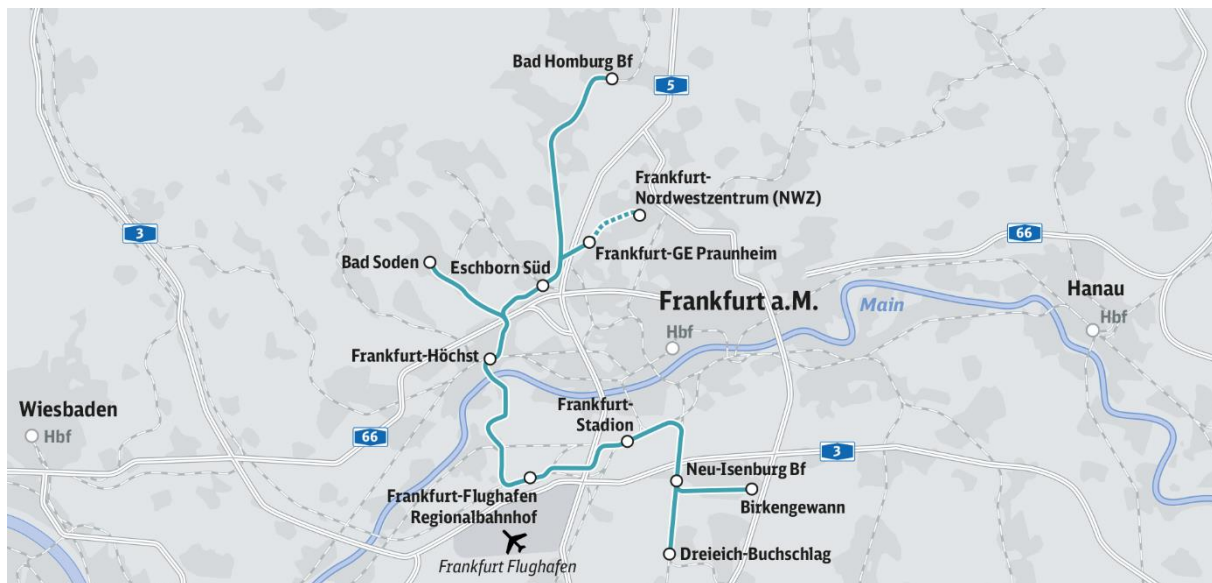 Bad Homburg Bf
5
Frankfurt-
Nordwestzentrum (NWZ)
3
66
Bad Soden
Eschborn Süd
Frankfurt-GE Praunheim
Frankfurt a.M.
Hbf
Main
Hanau
Hbf
Frankfurt-Höchst
Wiesbaden
Hbf
66
Frankfurt-
Stadion
3
Neu-Isenburg Bf
Birkengewann
Frankfurt-Flughafen
Regionalbahnhof
Dreieich-Buchschlag
Frankfurt Flughafen